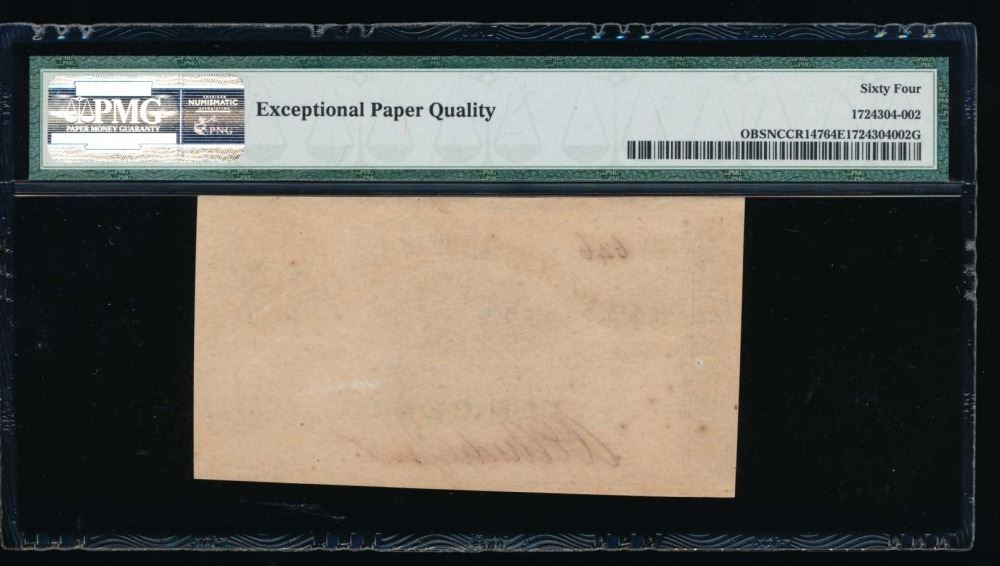 PMG
PAPER MONEY GUARANTY
NUMISMATIC
PNG
Exceptional Paper Quality
Sixty Four
1724304-002
OBSNCCR14764E1724304002G